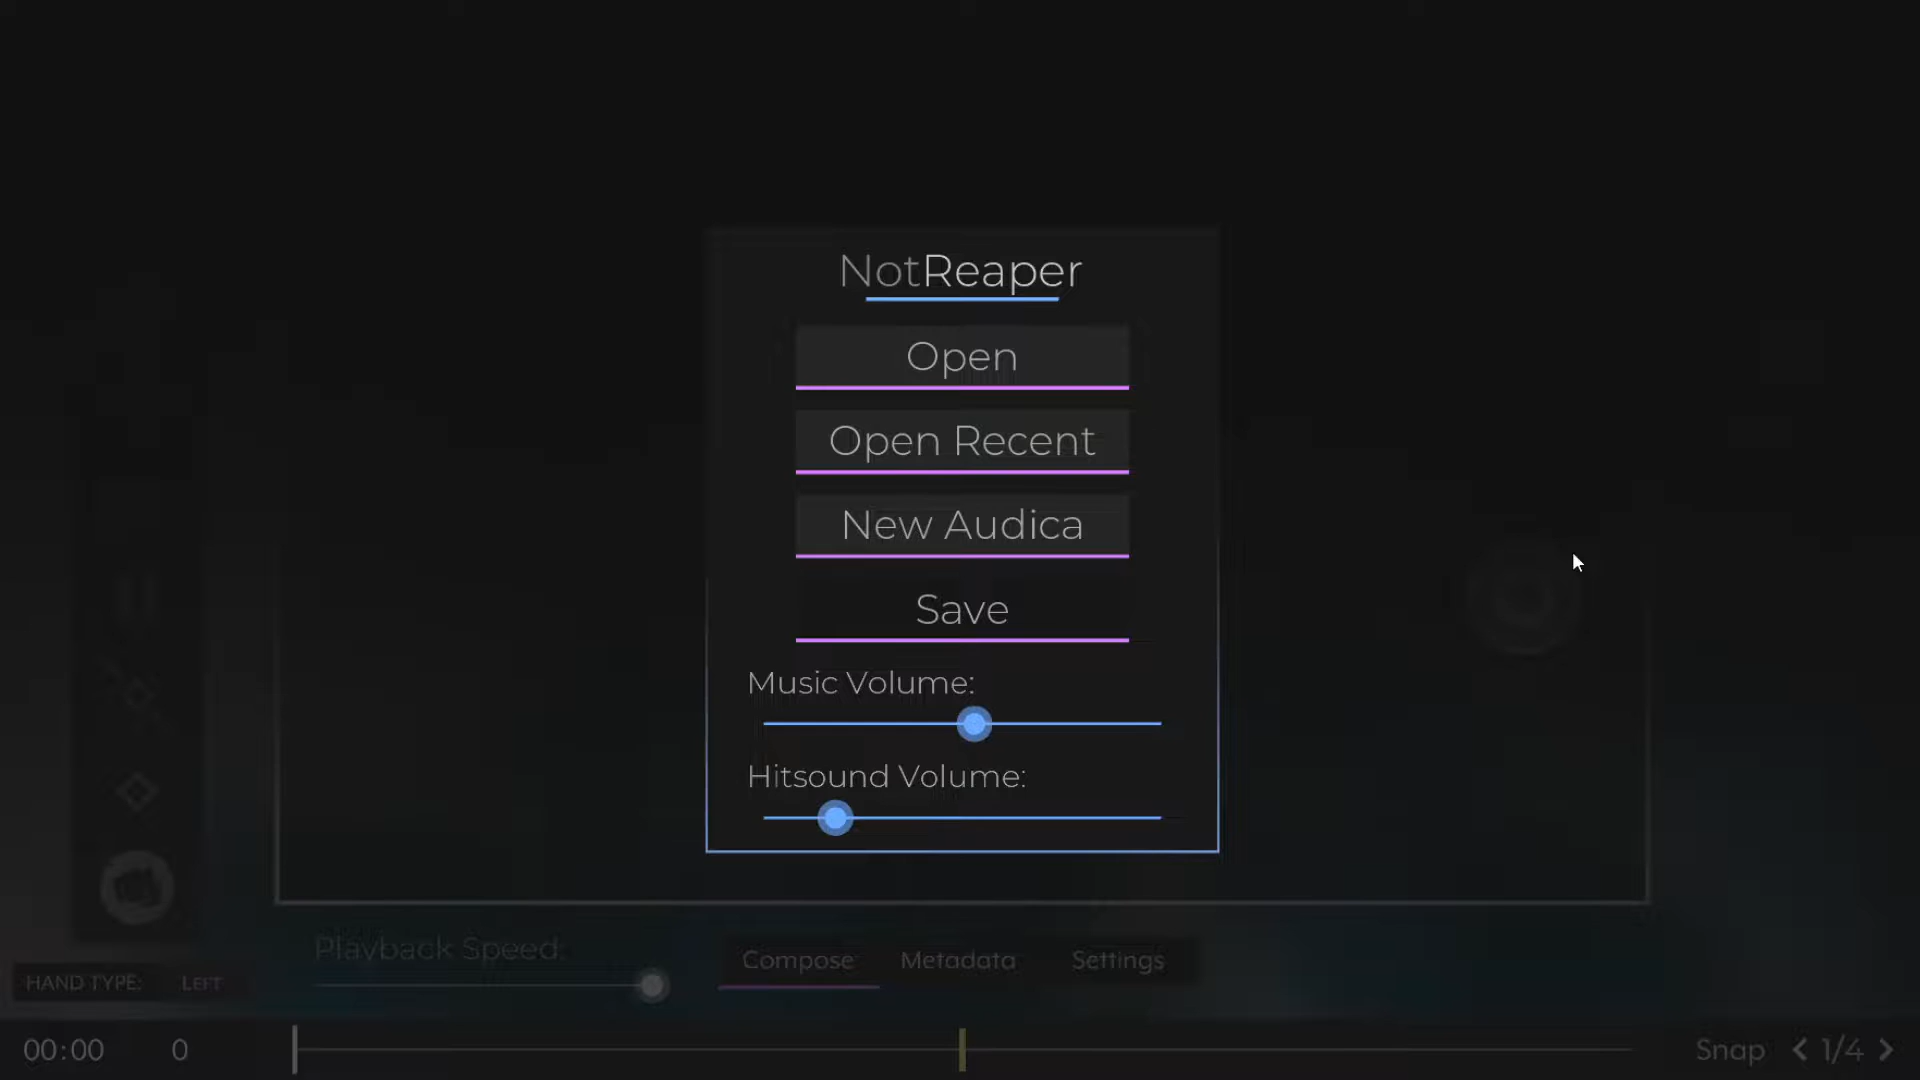 NotReaper
Open
Open Recent
New Audica
Save
Music Volume:
Hitsound Volume:
Playback Speed:
Compose
Metadata
Settings
HAND TYPE: LEFT
00:00 0
Snap < 1/4 >